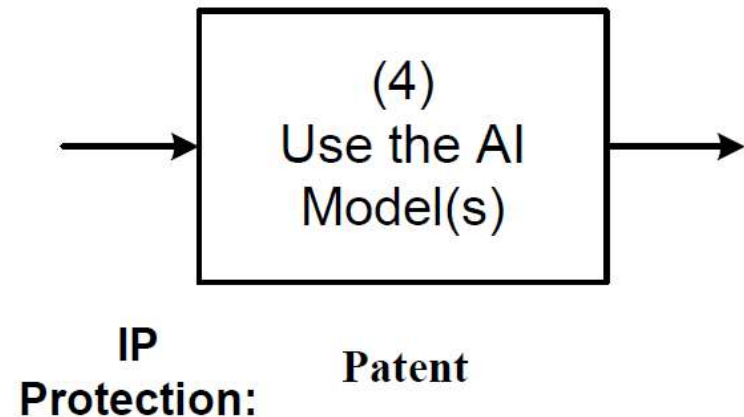 (4)
Use the AI
Model(s)
IP
Protection:
Patent